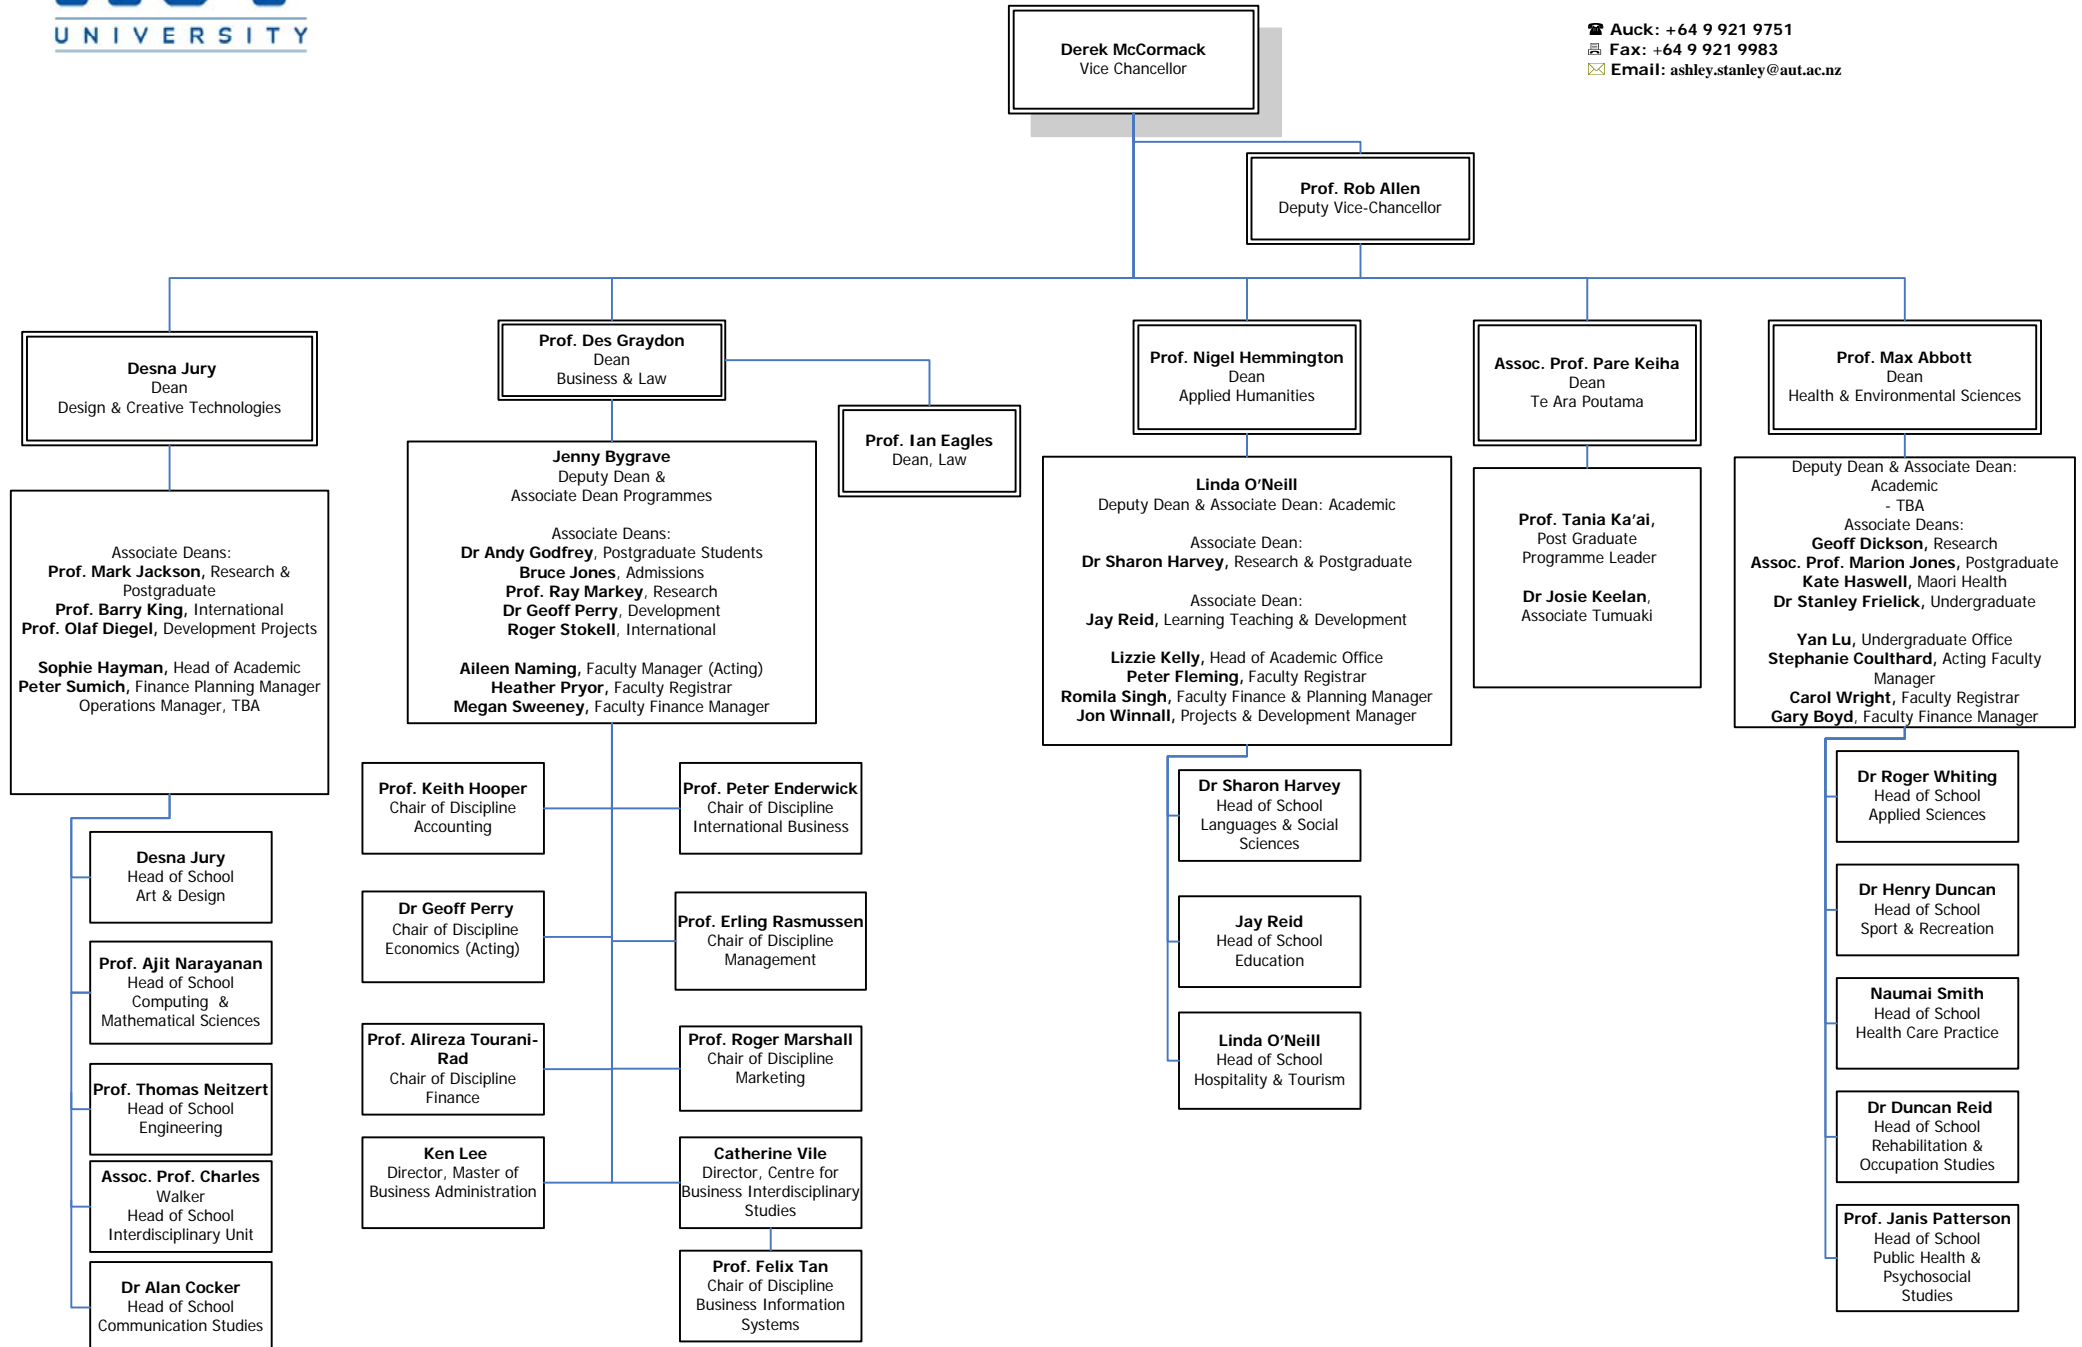 UNIVERSITY
Auck: +64 9 921 9751
Fax: +64 9 921 9983
Email: ashley.stanley@aut.ac.nz
Derek McCormack
Vice Chancellor
Prof. Rob Allen
Deputy Vice-Chancellor
Desna Jury
Dean
Design & Creative Technologies
Prof. Des Graydon
Dean
Business & Law
Prof. Ian Eagles
Dean, Law
Prof. Nigel Hemmington
Dean
Applied Humanities
Assoc. Prof. Pare Keiha
Dean
Te Ara Poutama
Prof. Max Abbott
Dean
Health & Environmental Sciences
Associate Deans:
Prof. Mark Jackson, Research &
Postgraduate
Prof. Barry King, International
Prof. Olaf Diegel, Development Projects
Sophie Hayman, Head of Academic
Peter Sumich, Finance Planning Manager
Operations Manager, TBA
Jenny Bygrave
Deputy Dean &
Associate Dean Programmes
Associate Deans:
Dr Andy Godfrey, Postgraduate Students
Bruce Jones, Admissions
Prof. Ray Markey, Research
Dr Geoff Perry, Development
Roger Stokell, International
Aileen Naming, Faculty Manager (Acting)
Heather Pryor, Faculty Registrar
Megan Sweeney, Faculty Finance Manager
Linda O’Neill
Deputy Dean & Associate Dean: Academic
Associate Dean:
Dr Sharon Harvey, Research & Postgraduate
Associate Dean:
Jay Reid, Learning Teaching & Development
Lizzie Kelly, Head of Academic Office
Peter Fleming, Faculty Registrar
Romila Singh, Faculty Finance & Planning Manager
Jon Winnall, Projects & Development Manager
Prof. Tania Ka’ai,
Post Graduate
Programme Leader
Dr Josie Keelan,
Associate Tumuaki
Deputy Dean & Associate Dean:
Academic
- TBA
Associate Deans:
Geoff Dickson, Research
Assoc. Prof. Marion Jones, Postgraduate
Kate Haswell, Maori Health
Dr Stanley Frielick, Undergraduate
Yan Lu, Undergraduate Office
Stephanie Coulthard, Acting Faculty
Manager
Carol Wright, Faculty Registrar
Gary Boyd, Faculty Finance Manager
Desna Jury
Head of School
Art & Design
Prof. Ajit Narayanan
Head of School
Computing &
Mathematical Sciences
Prof. Thomas Neitzert
Head of School
Engineering
Assoc. Prof. Charles
Walker
Head of School
Interdisciplinary Unit
Dr Alan Cocker
Head of School
Communication Studies
Prof. Keith Hooper
Chair of Discipline
Accounting
Prof. Peter Enderwick
Chair of Discipline
International Business
Dr Geoff Perry
Chair of Discipline
Economics (Acting)
Prof. Erling Rasmussen
Chair of Discipline
Management
Prof. Alireza Tourani-
Rad
Chair of Discipline
Finance
Prof. Roger Marshall
Chair of Discipline
Marketing
Ken Lee
Director, Master of
Business Administration
Catherine Vile
Director, Centre for
Business Interdisciplinary
Studies
Prof. Felix Tan
Chair of Discipline
Business Information
Systems
Dr Sharon Harvey
Head of School
Languages & Social
Sciences
Jay Reid
Head of School
Education
Linda O’Neill
Head of School
Hospitality & Tourism
Dr Roger Whiting
Head of School
Applied Sciences
Dr Henry Duncan
Head of School
Sport & Recreation
Naumai Smith
Head of School
Health Care Practice
Dr Duncan Reid
Head of School
Rehabilitation &
Occupation Studies
Prof. Janis Patterson
Head of School
Public Health &
Psychosocial
Studies